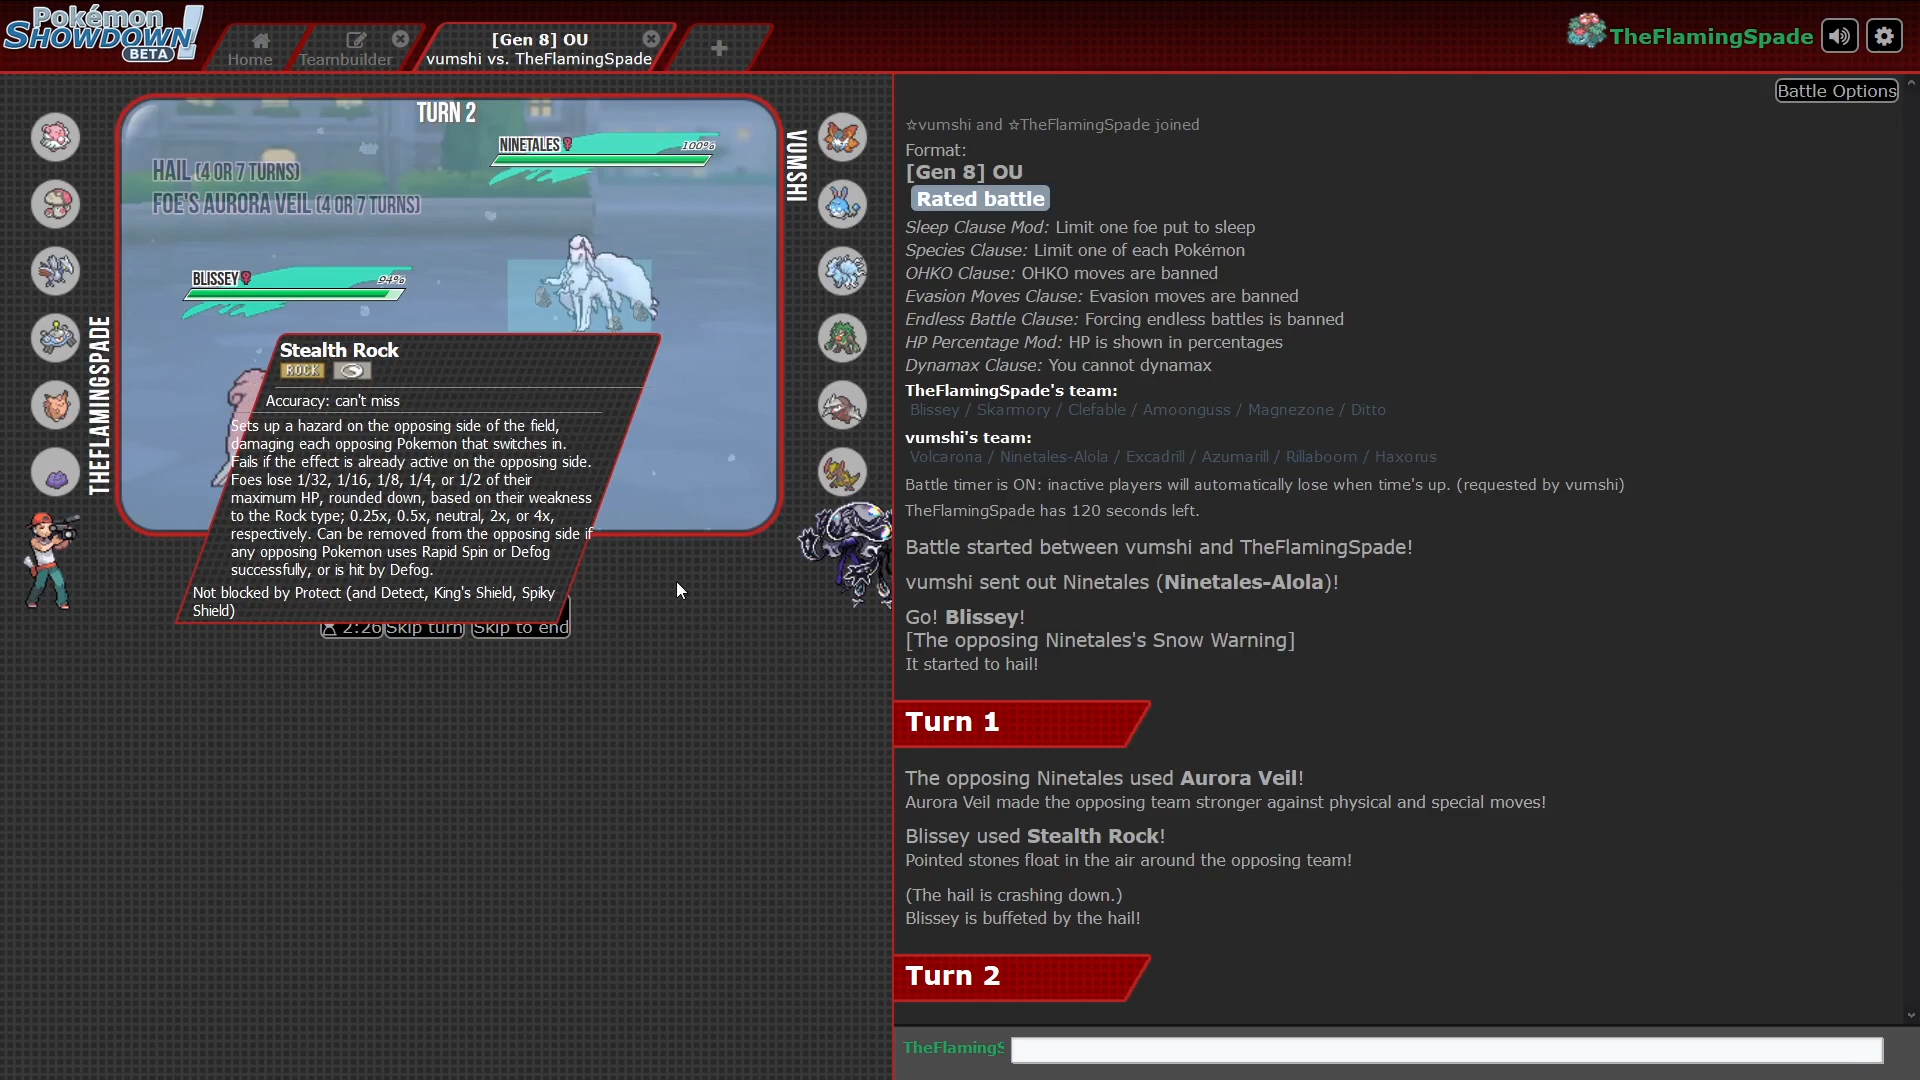 Pokémon
SHOWDOWN!
BETA
Home
Teambuilder
[Gen 8] OU
vumshi vs. TheFlamingSpade
TheFlamingSpade
TURN 2
HAIL (4 OR 7 TURNS)
FOE'S AURORA VEIL (4 OR 7 TURNS)
NINETALES
100%
BLISSEY
94%
THEFLAMINGSPADE
VUMSHI
Stealth Rock
ROCK
Accuracy: can't miss
Sets up a hazard on the opposing side of the field,
damaging each opposing Pokemon that switches in.
Fails if the effect is already active on the opposing side.
Foes lose 1/32, 1/16, 1/8, 1/4, or 1/2 of their
maximum HP, rounded down, based on their weakness
to the Rock type; 0.25x, 0.5x, neutral, 2x, or 4x,
respectively. Can be removed from the opposing side if
any opposing Pokemon uses Rapid Spin or Defog
successfully, or is hit by Defog.
Not blocked by Protect (and Detect, King's Shield, Spiky
Shield)
2:26 Skip turn Skip to end
Battle Options
☆vumshi and ☆TheFlamingSpade joined
Format:
[Gen 8] OU
Rated battle
Sleep Clause Mod: Limit one foe put to sleep
Species Clause: Limit one of each Pokémon
OHKO Clause: OHKO moves are banned
Evasion Moves Clause: Evasion moves are banned
Endless Battle Clause: Forcing endless battles is banned
HP Percentage Mod: HP is shown in percentages
Dynamax Clause: You cannot dynamax
TheFlamingSpade's team:
Blissey / Skarmory / Clefable / Amoonguss / Magnezone / Ditto
vumshi's team:
Volcarona / Ninetales-Alola / Excadrill / Azumarill / Rillaboom / Haxorus
Battle timer is ON: inactive players will automatically lose when time's up. (requested by vumshi)
TheFlamingSpade has 120 seconds left.
Battle started between vumshi and TheFlamingSpade!
vumshi sent out Ninetales (Ninetales-Alola)!
Go! Blissey!
[The opposing Ninetales's Snow Warning]
It started to hail!
Turn 1
The opposing Ninetales used Aurora Veil!
Aurora Veil made the opposing team stronger against physical and special moves!
Blissey used Stealth Rock!
Pointed stones float in the air around the opposing team!
(The hail is crashing down.)
Blissey is buffeted by the hail!
Turn 2
TheFlamingS